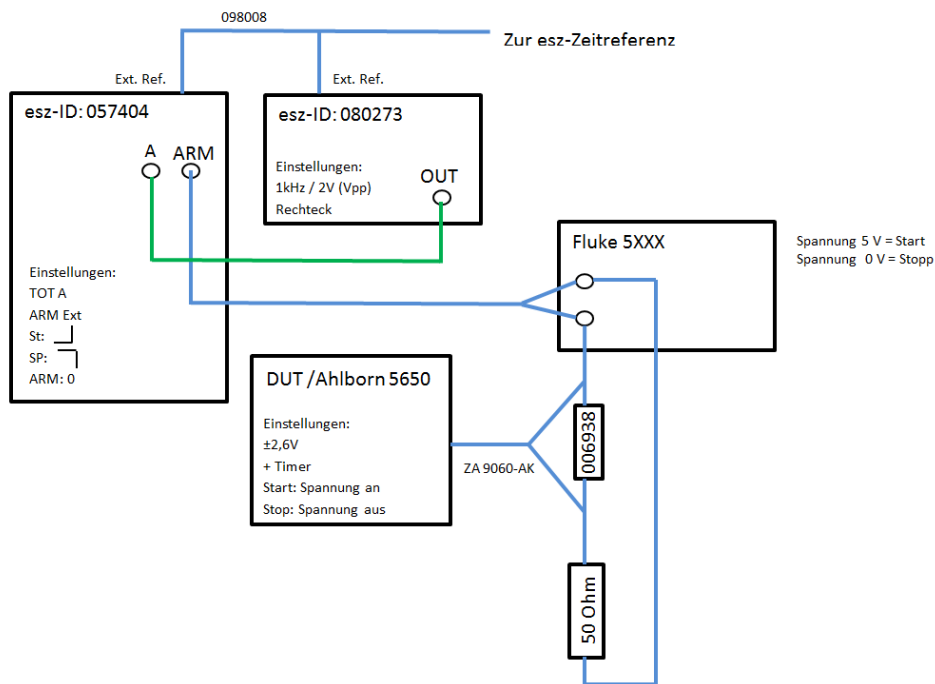 098008
Zur esz-Zeitreferenz
Ext. Ref.
Ext. Ref.
esz-ID: 057404
A ARM
Einstellungen:
TOT A
ARM Ext
St:
SP:
ARM: 0
esz-ID: 080273
Einstellungen:
1kHz / 2V (Vpp)
Rechteck
OUT
Fluke 5XXX
Spannung 5 V = Start
Spannung 0 V = Stopp
DUT /Ahlborn 5650
Einstellungen:
±2,6V
+ Timer
Start: Spannung an
Stop: Spannung aus
ZA 9060-AK
006938
50 Ohm